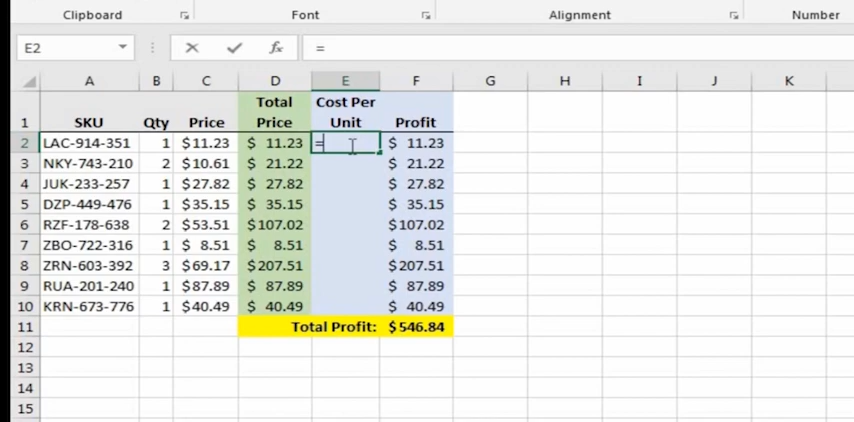 Clipboard Font Alignment Number
E2 fx =
A B C D E F G H I J K
Total Cost Per
1 SKU Qty Price Price Unit Profit
2 LAC-914-351 1 $11.23 $ 11.23 = $ 11.23
3 NKY-743-210 2 $10.61 $ 21.22 $ 21.22
4 JUK-233-257 1 $27.82 $ 27.82 $ 27.82
5 DZP-449-476 1 $35.15 $ 35.15 $ 35.15
6 RZF-178-638 2 $53.51 $107.02 $107.02
7 ZBO-722-316 1 $ 8.51 $ 8.51 $ 8.51
8 ZRN-603-392 3 $69.17 $207.51 $207.51
9 RUA-201-240 1 $87.89 $ 87.89 $ 87.89
10 KRN-673-776 1 $40.49 $ 40.49 $ 40.49
11 Total Profit: $546.84
12
13
14
15